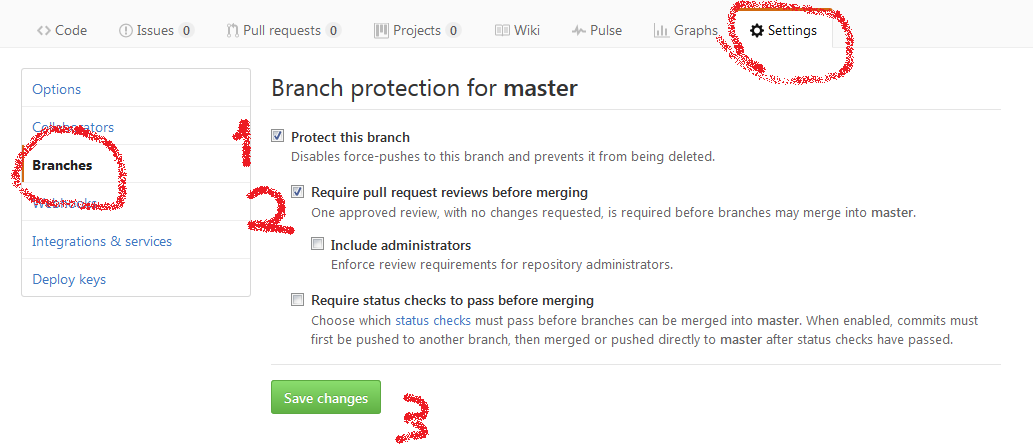 Code Issues 0 Pull requests 0 Projects 0 Wiki Pulse Graphs Settings
Options
Collaborators
Branches
Webhooks
Integrations & services
Deploy keys
Branch protection for master
1
Protect this branch
Disables force-pushes to this branch and prevents it from being deleted.
2
Require pull request reviews before merging
One approved review, with no changes requested, is required before branches may merge into master.
Include administrators
Enforce review requirements for repository administrators.
Require status checks to pass before merging
Choose which status checks must pass before branches can be merged into master. When enabled, commits must
first be pushed to another branch, then merged or pushed directly to master after status checks have passed.
Save changes
3